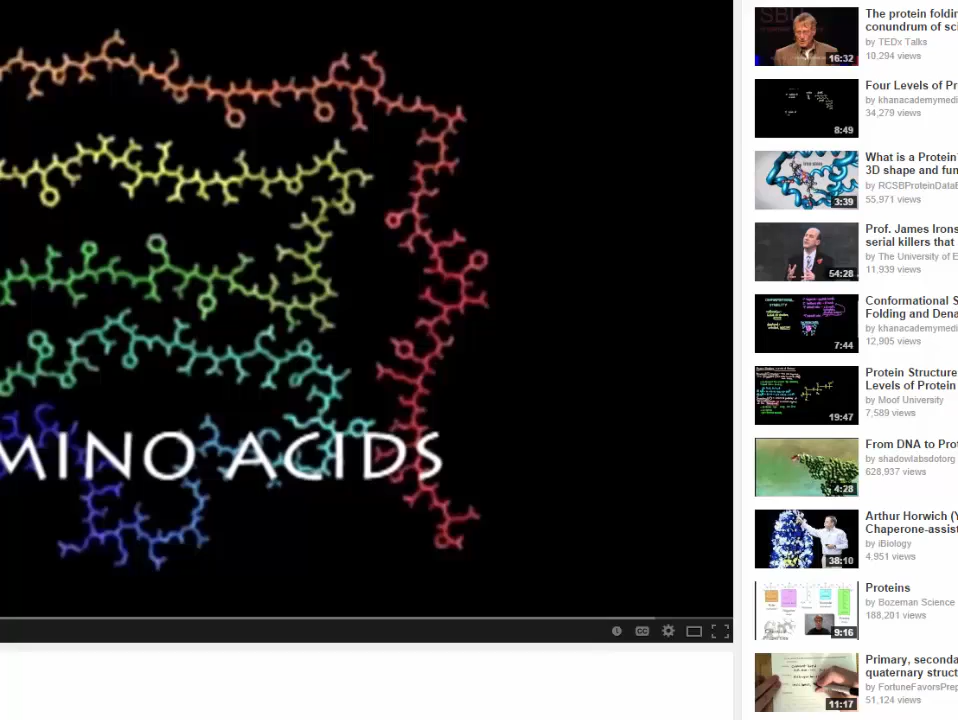 MINO ACIDS
The protein foldin
conundrum of sci
by TEDx Talks
10,294 views
16:32
Four Levels of Pr
by khanacademymedi
34,279 views
8:49
What is a Protein?
3D shape and fun
by RCSBProteinDataB
55,971 views
3:39
Prof. James Irons
serial killers that
by The University of E
11,939 views
54:28
Conformational S
Folding and Dena
by khanacademymedi
12,905 views
7:44
Protein Structure
Levels of Protein
by Moof University
7,589 views
19:47
From DNA to Prot
by shadowlabsdotorg
628,937 views
4:28
Arthur Horwich (Y
Chaperone-assist
by iBiology
4,951 views
38:10
Proteins
by Bozeman Science
188,201 views
9:16
Primary, seconda
quaternary struct
by FortuneFavorsPrep
51,124 views
11:17